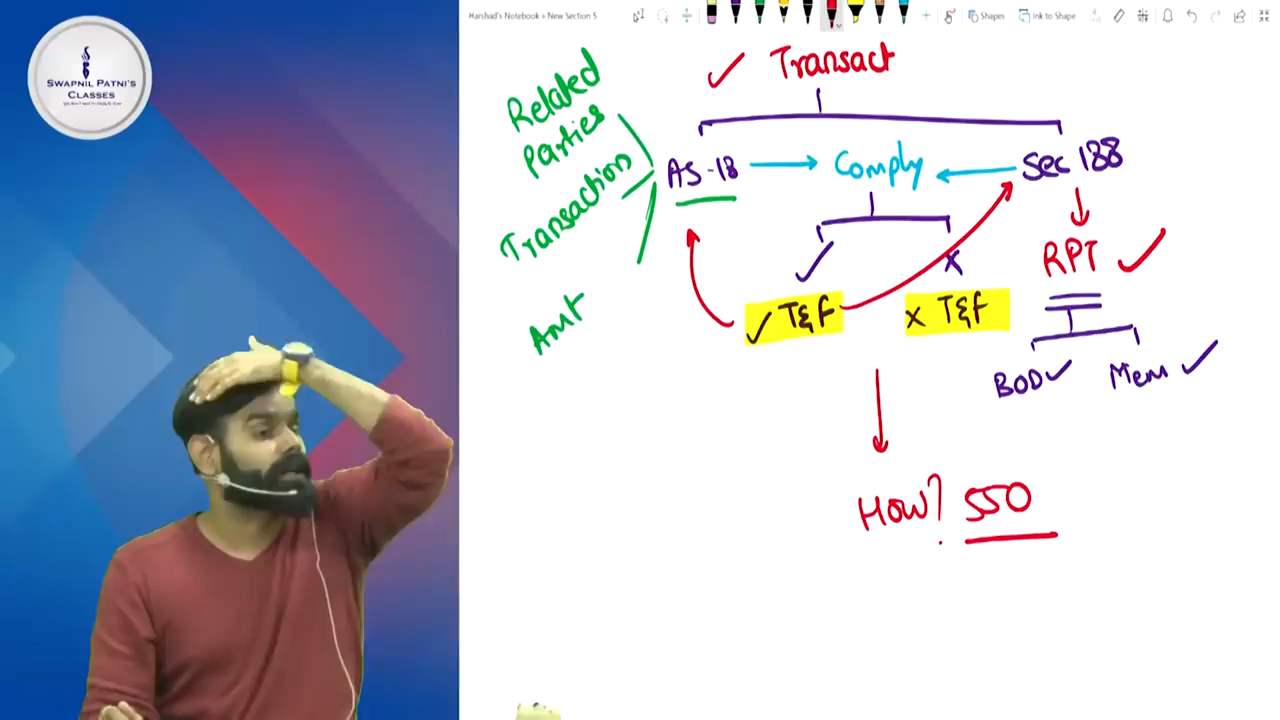 Harshad's Notebook » New Section 5
Shapes
Ink to Shape
SWAPNIL PATNI'S
CLASSES
✓ Transact
Related
Parties
Transaction
AS-18
Comply
Sec 188
✓ x
RPT ✓
✓ T&F
x T&F
Amt
BOD ✓
Mem ✓
How? 550